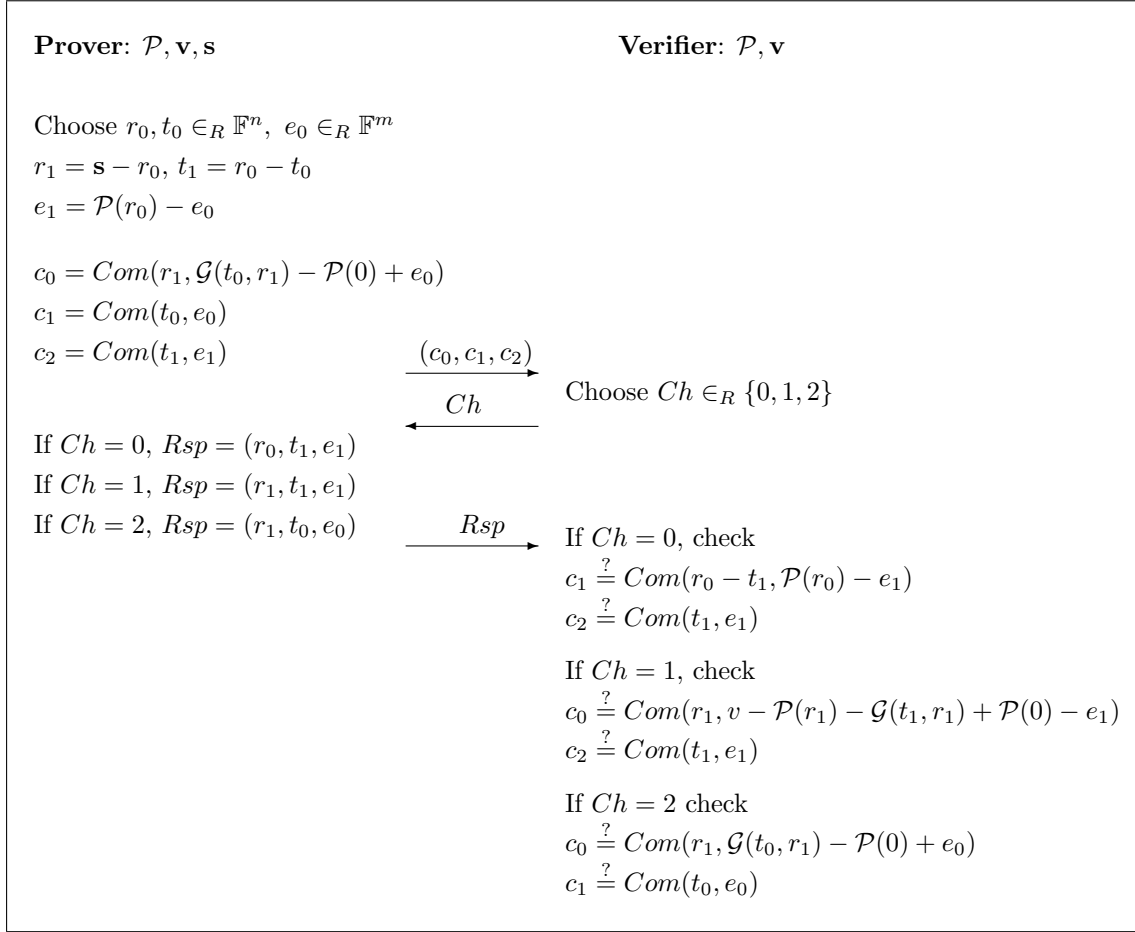 Prover: 𝒫, v, s
Verifier: 𝒫, v
Choose r₀, t₀ ∈_R 𝔽ⁿ, e₀ ∈_R 𝔽ᵐ
r₁ = s − r₀, t₁ = r₀ − t₀
e₁ = 𝒫(r₀) − e₀
c₀ = Com(r₁, 𝒢(t₀, r₁) − 𝒫(0) + e₀)
c₁ = Com(t₀, e₀)
c₂ = Com(t₁, e₁)
(c₀, c₁, c₂)
Choose Ch ∈_R {0, 1, 2}
Ch
If Ch = 0, Rsp = (r₀, t₁, e₁)
If Ch = 1, Rsp = (r₁, t₁, e₁)
If Ch = 2, Rsp = (r₁, t₀, e₀)
Rsp
If Ch = 0, check
c₁ ≟ Com(r₀ − t₁, 𝒫(r₀) − e₁)
c₂ ≟ Com(t₁, e₁)
If Ch = 1, check
c₀ ≟ Com(r₁, v − 𝒫(r₁) − 𝒢(t₁, r₁) + 𝒫(0) − e₁)
c₂ ≟ Com(t₁, e₁)
If Ch = 2 check
c₀ ≟ Com(r₁, 𝒢(t₀, r₁) − 𝒫(0) + e₀)
c₁ ≟ Com(t₀, e₀)